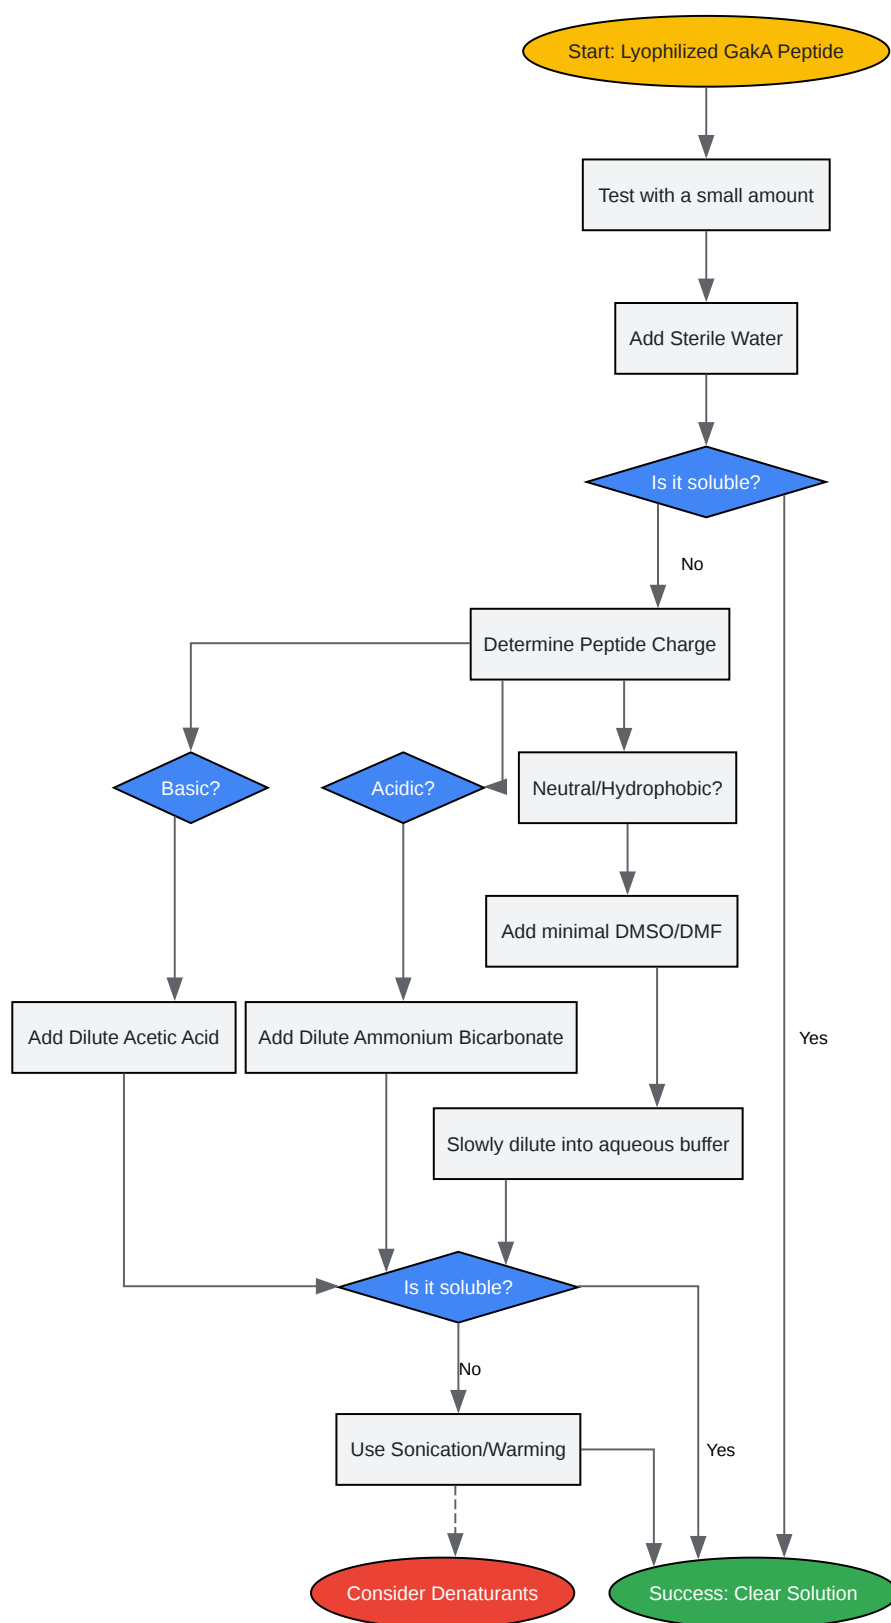 Start: Lyophilized GakA Peptide
Test with a small amount
Add Sterile Water
Is it soluble?
No
Determine Peptide Charge
Basic?
Acidic?
Neutral/Hydrophobic?
Add minimal DMSO/DMF
Add Dilute Acetic Acid
Add Dilute Ammonium Bicarbonate
Yes
Slowly dilute into aqueous buffer
Is it soluble?
No
Use Sonication/Warming
Yes
Consider Denaturants
Success: Clear Solution